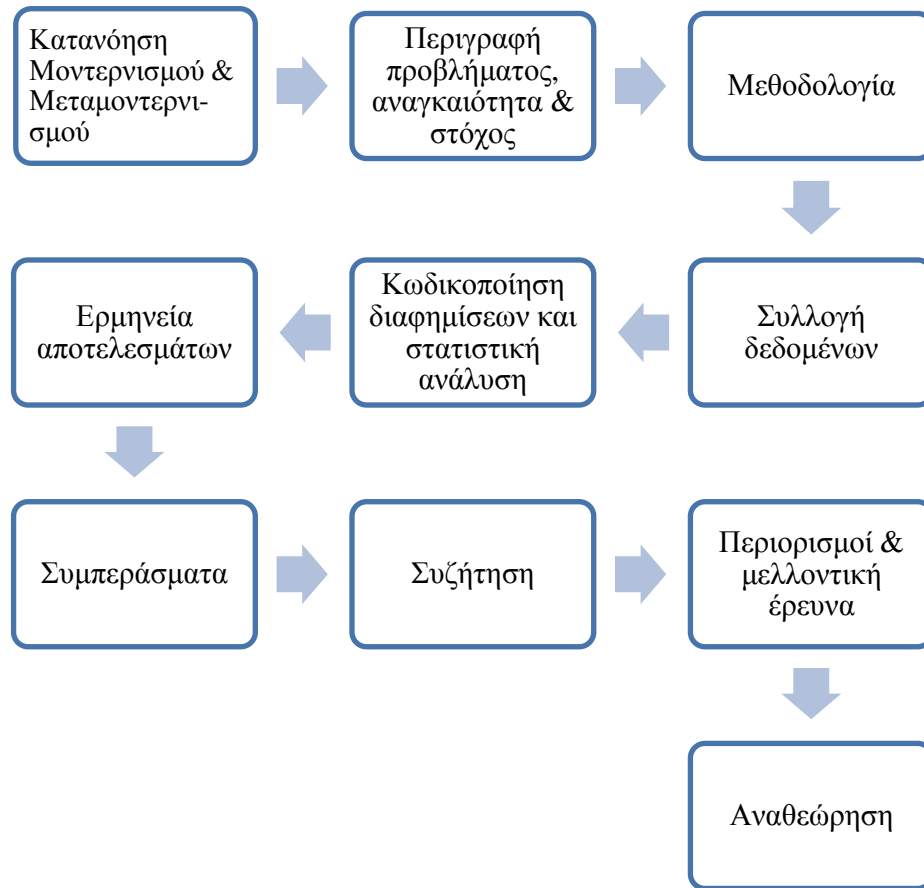 Κατανόηση
Μοντερνισμού &
Μεταμοντερνι-
σμού
Περιγραφή
προβλήματος,
αναγκαιότητα &
στόχος
Μεθοδολογία
Συλλογή
δεδομένων
Κωδικοποίηση
διαφημίσεων και
στατιστική
ανάλυση
Ερμηνεία
αποτελεσμάτων
Συμπεράσματα
Συζήτηση
Περιορισμοί &
μελλοντική
έρευνα
Αναθεώρηση